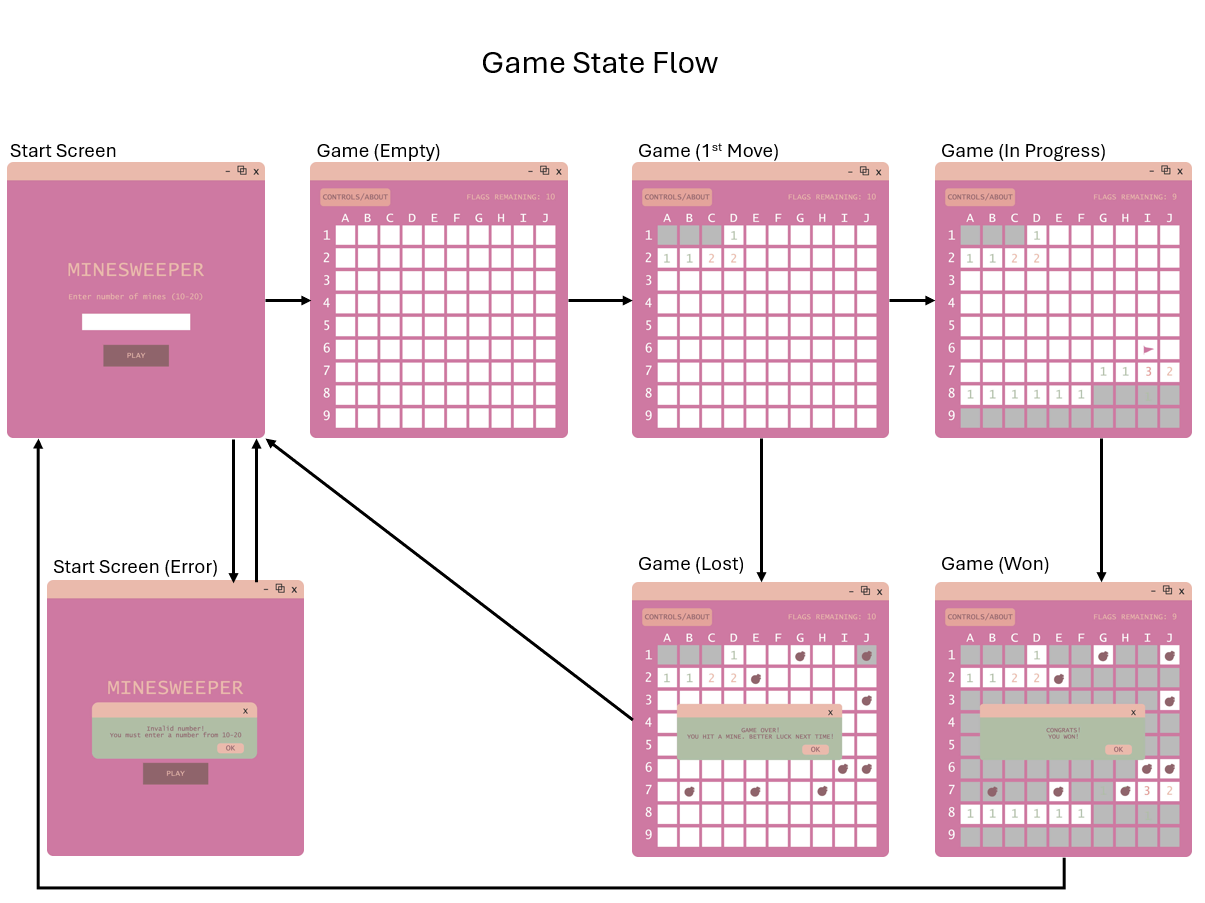 Game State Flow
Start Screen
Game (Empty)
Game (1st Move)
Game (In Progress)
- x
- x
- x
- x
MINESWEEPER
Enter number of mines (10-20)
PLAY
CONTROLS/ABOUT FLAGS REMAINING: 10
A B C D E F G H I J
1
2
3
4
5
6
7
8
9
CONTROLS/ABOUT FLAGS REMAINING: 10
A B C D E F G H I J
1 1
2 1 1 2 2
3
4
5
6
7
8
9
CONTROLS/ABOUT FLAGS REMAINING: 9
A B C D E F G H I J
1 1
2 1 1 2 2
3
4
5
6
7 1 1 3 2
8 1 1 1 1 1 1
9
Start Screen (Error)
Game (Lost)
Game (Won)
- x
- x
- x
MINESWEEPER
x
Invalid number!
You must enter a number from 10-20
OK
PLAY
CONTROLS/ABOUT FLAGS REMAINING: 10
A B C D E F G H I J
1 1
2 1 1 2 2
3
x
4
GAME OVER!
YOU HIT A MINE. BETTER LUCK NEXT TIME!
5 OK
6
7
8
9
CONTROLS/ABOUT FLAGS REMAINING: 9
A B C D E F G H I J
1 1
2 1 1 2 2
3
x
4
CONGRATS!
YOU WON!
5 OK
6
7 3 2
8 1 1 1 1 1 1
9